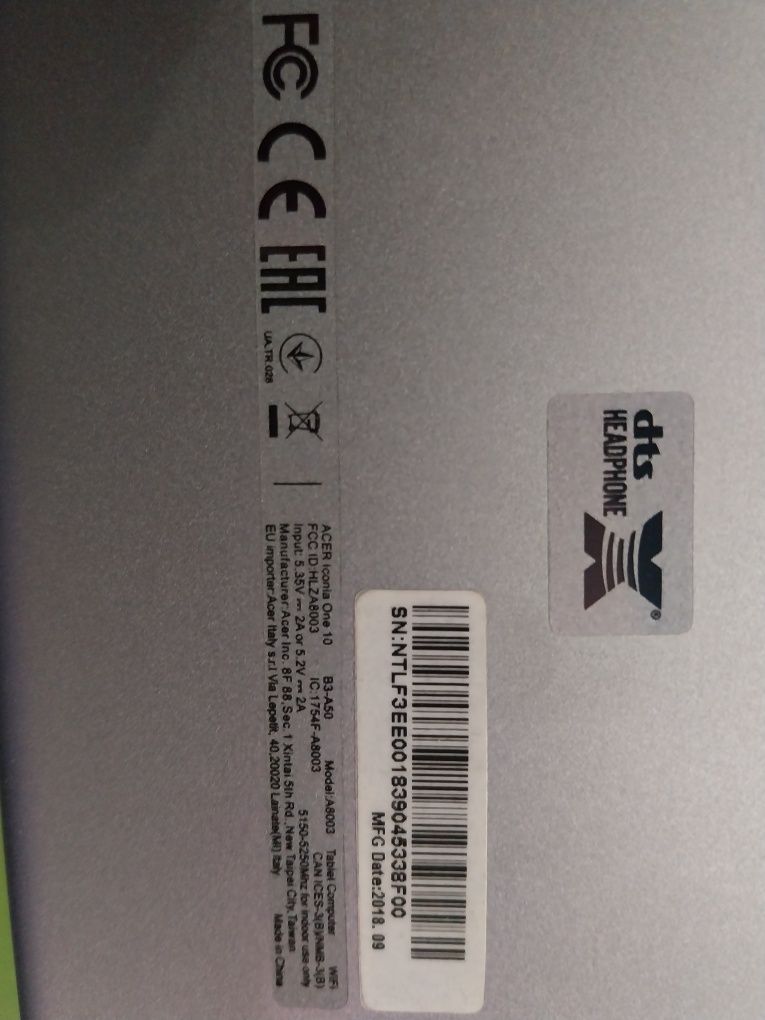 FC
CE
EAC
UA.TR.028
ACER Iconia One 10 B3-A50 Model:A8003 Tablet Computer WiFi
FCC ID:HLZA8003 IC:1754F-A8003 CAN ICES-3(B)/NMB-3(B)
Input: 5.35V 2A or 5.2V 2A 5150-5250Mhz for indoor use only
Manufacturer:Acer Inc. 8F 88,Sec.1 Xintai 5th Rd.,New Taipei City,Taiwan
EU importer:Acer Italy s.r.l Via Lepetit, 40,20020 Lainate(MI) Italy Made in China
SN:NTLF3EE001839045338F00
MFG Date:2018. 09
dts
HEADPHONE
X®